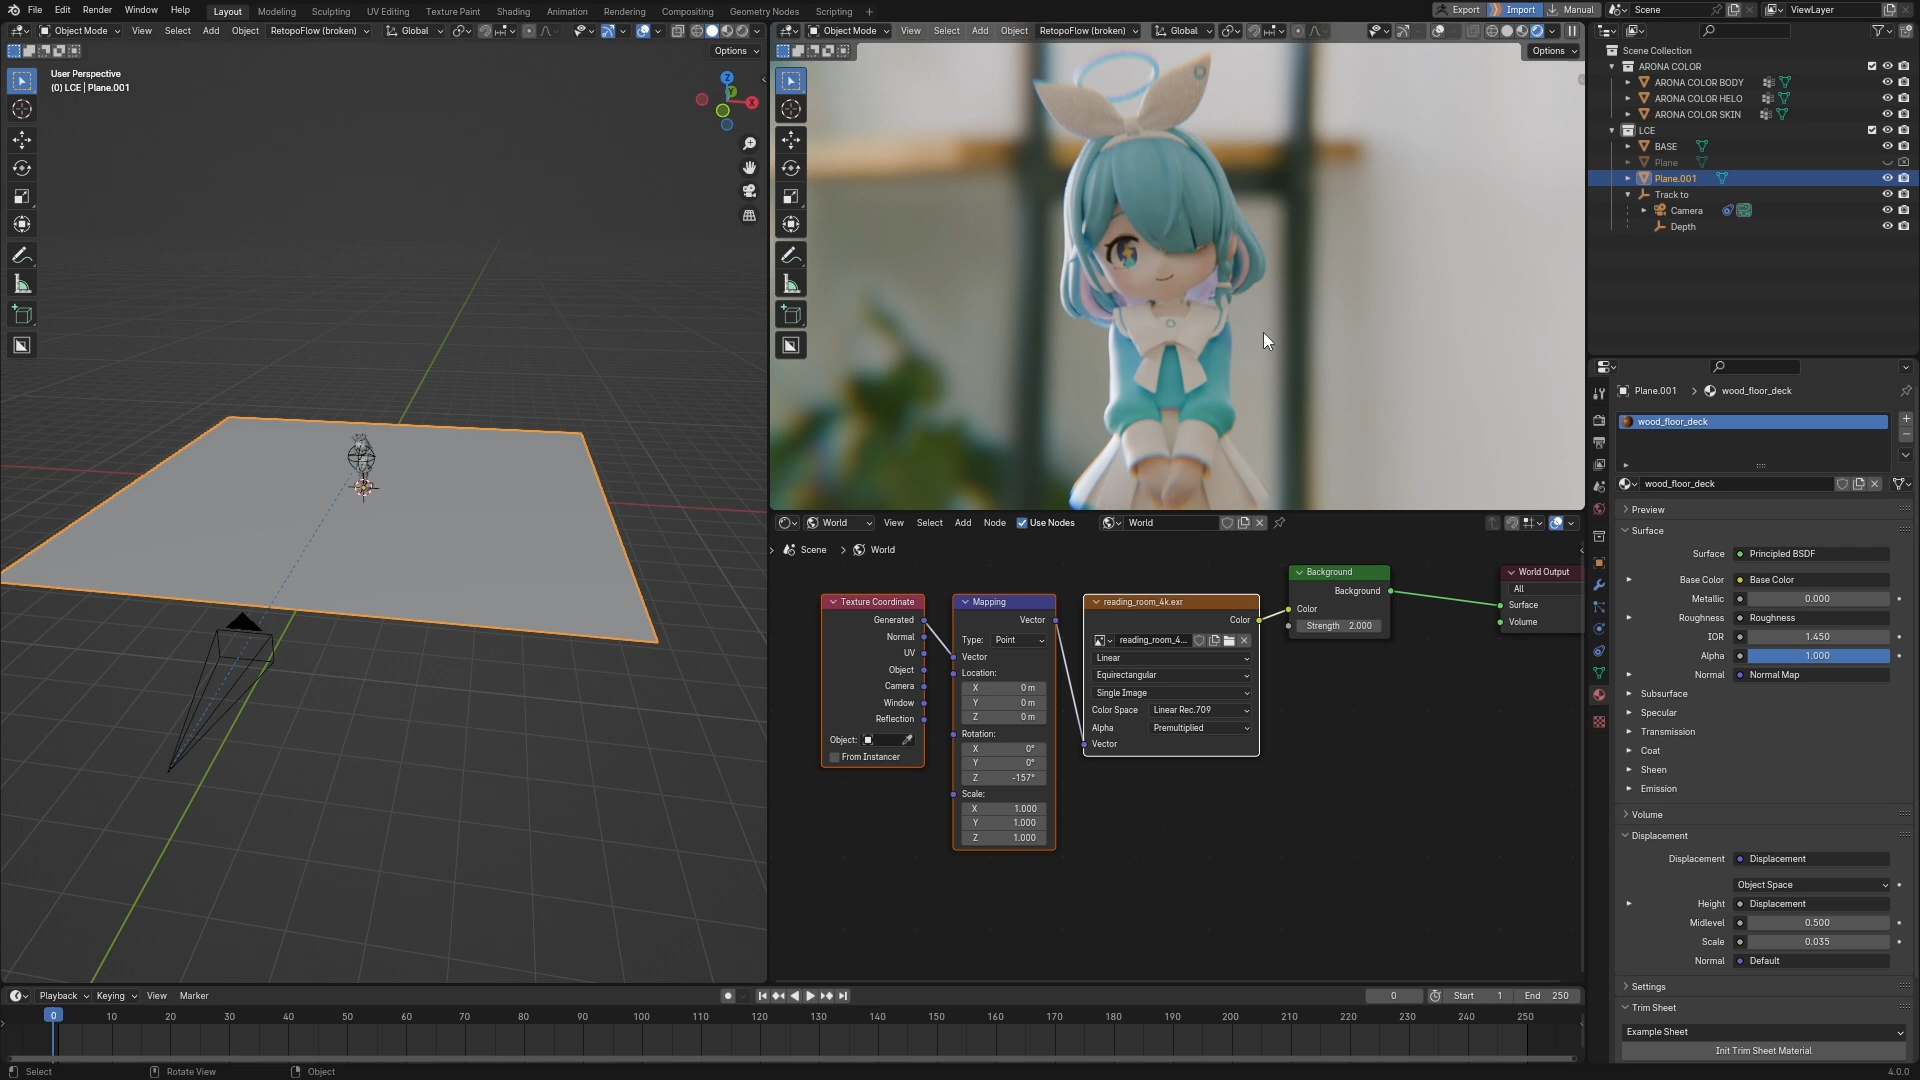 File Edit Render Window Help Layout Modeling Sculpting UV Editing Texture Paint Shading Animation Rendering Compositing Geometry Nodes Scripting + Export Import Manual Scene ViewLayer
Object Mode View Select Add Object RetopoFlow (broken) Global
Options
User Perspective
(0) LCE | Plane.001
Z
Y
X
Object Mode View Select Add Object RetopoFlow (broken) Global
Options
Scene Collection
ARONA COLOR
ARONA COLOR BODY
ARONA COLOR HELO
ARONA COLOR SKIN
LCE
BASE
Plane
Plane.001
Track to
Camera
Depth
World View Select Add Node Use Nodes World
Scene > World
Texture Coordinate
Generated
Normal
UV
Object
Camera
Window
Reflection
Object:
From Instancer
Mapping
Vector
Type: Point
Vector
Location:
X 0 m
Y 0 m
Z 0 m
Rotation:
X 0°
Y 0°
Z -157°
Scale:
X 1.000
Y 1.000
Z 1.000
reading_room_4k.exr
Color
reading_room_4...
Linear
Equirectangular
Single Image
Color Space Linear Rec.709
Alpha Premultiplied
Vector
Background
Background
Color
Strength 2.000
World Output
All
Surface
Volume
Plane.001 > wood_floor_deck
wood_floor_deck
wood_floor_deck
Preview
Surface
Surface Principled BSDF
Base Color Base Color
Metallic 0.000
Roughness Roughness
IOR 1.450
Alpha 1.000
Normal Normal Map
Subsurface
Specular
Transmission
Coat
Sheen
Emission
Volume
Displacement
Displacement Displacement
Object Space
Height Displacement
Midlevel 0.500
Scale 0.035
Normal Default
Settings
Trim Sheet
Example Sheet
Init Trim Sheet Material
Playback Keying View Marker 0 Start 1 End 250
0 10 20 30 40 50 60 70 80 90 100 110 120 130 140 150 160 170 180 190 200 210 220 230 240 250
Select Rotate View Object 4.0.0